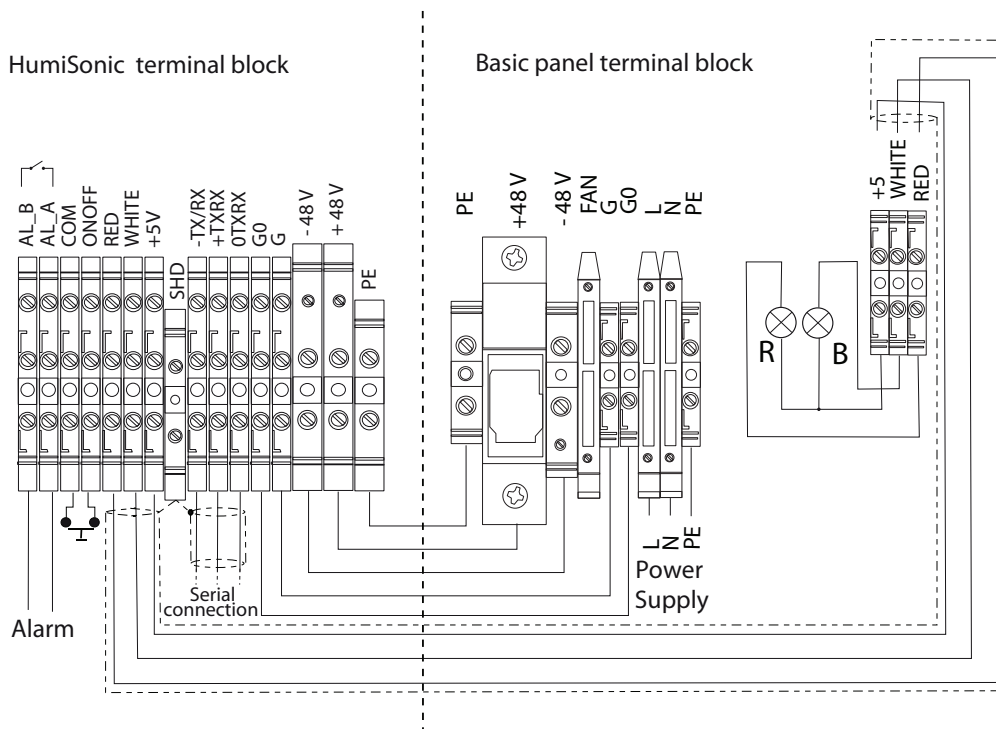 HumiSonic terminal block
Basic panel terminal block
AL_B
AL_A
COM
ONOFF
RED
WHITE
+5V
SHD
-TX/RX
+TXRX
0TXRX
G0
G
-48 V
+48 V
PE
PE
+48 V
- 48 V
FAN
G
G0
L
N
PE
+5
WHITE
RED
R
B
L
N
PE
Power
Supply
Serial
connection
Alarm